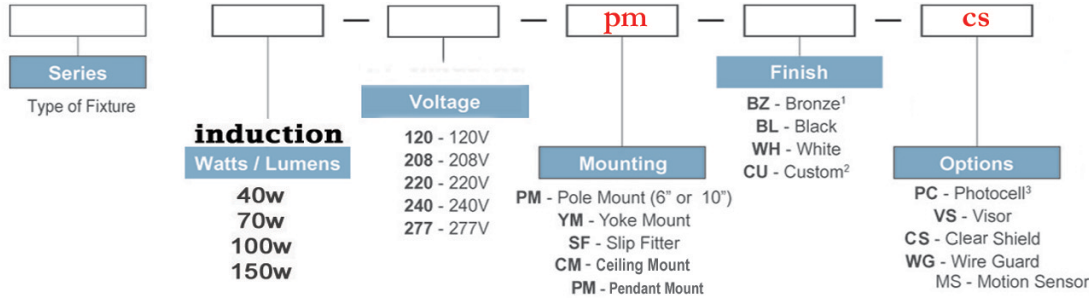 pm
cs
Series
Type of Fixture
induction
Watts / Lumens
40w
70w
100w
150w
Voltage
120 - 120V
208 - 208V
220 - 220V
240 - 240V
277 - 277V
Mounting
PM - Pole Mount (6” or 10”)
YM - Yoke Mount
SF - Slip Fitter
CM - Ceiling Mount
PM - Pendant Mount
Finish
BZ - Bronze¹
BL - Black
WH - White
CU - Custom²
Options
PC - Photocell³
VS - Visor
CS - Clear Shield
WG - Wire Guard
MS - Motion Sensor